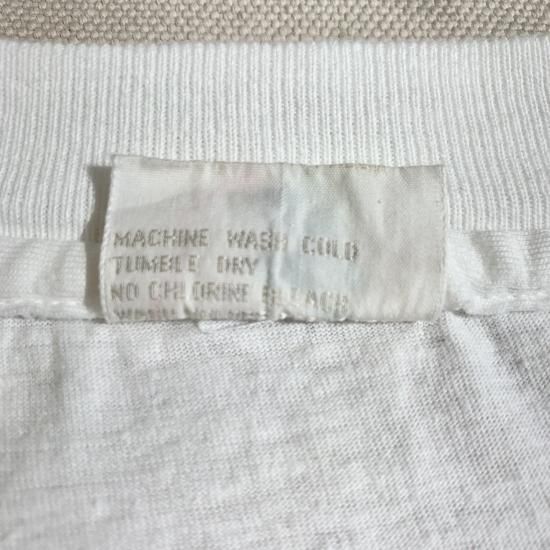 MACHINE WASH COLD
TUMBLE DRY
NO CHLORINE BLEACH